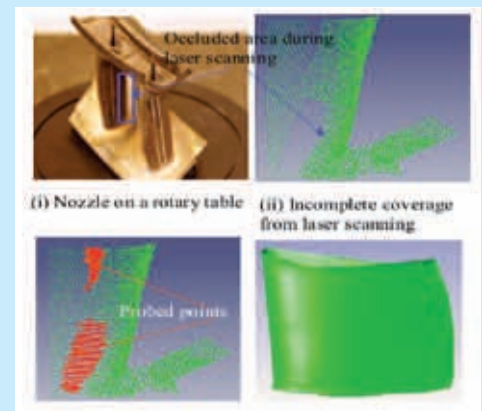 Occluded area during
laser scanning
(i) Nozzle on a rotary table
(ii) Incomplete coverage
from laser scanning
Probed points